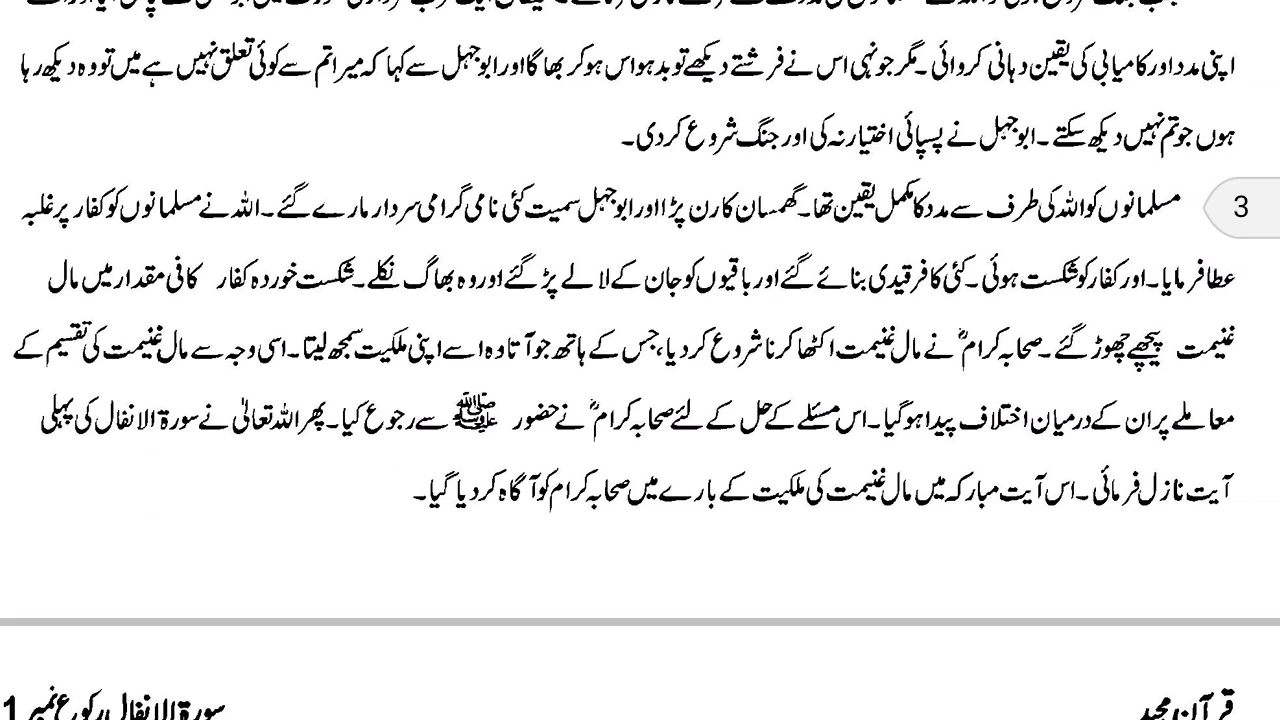 اپنی مدد اور کامیابی کی یقین دہانی کروائی ۔ مگر جونہی اس نے فرشتے دیکھے تو بدہواس ہو کر بھاگا اور ابوجہل سے کہا کہ میرا تم سے کوئی تعلق نہیں ہے میں تو وہ دیکھ رہا
ہوں جو تم نہیں دیکھ سکتے ۔ ابوجہل نے پسپائی اختیار نہ کی اور جنگ شروع کر دی ۔
مسلمانوں کو اللہ کی طرف سے مدد کا مکمل یقین تھا۔ گھمسان کا رن پڑا اور ابوجہل سمیت کئی نامی گرامی سردار مارے گئے ۔ اللہ نے مسلمانوں کو کفار پر غلبہ
3
عطا فرمایا۔ اور کفار کو شکست ہوئی ۔ کئی کافر قیدی بنائے گئے اور باقیوں کو جان کے لالے پڑ گئے اور وہ بھاگ نکلے ۔ شکست خوردہ کفار کافی مقدار میں مال
غنیمت پیچھے چھوڑ گئے ۔ صحابہ کرامؓ نے مال غنیمت اکٹھا کرنا شروع کر دیا، جس کے ہاتھ جو آتا وہ اسے اپنی ملکیت سمجھ لیتا ۔ اسی وجہ سے مال غنیمت کی تقسیم کے
معاملے پر ان کے درمیان اختلاف پیدا ہو گیا ۔ اس مسئلے کے حل کے لئے صحابہ کرامؓ نے حضور ﷺ سے رجوع کیا ۔ پھر اللہ تعالیٰ نے سورۃ الانفال کی پہلی
آیت نازل فرمائی ۔ اس آیت مبارکہ میں مال غنیمت کی ملکیت کے بارے میں صحابہ کرام کو آگاہ کر دیا گیا ۔
قرآن مجید
سورۃ الانفال رکوع نمبر 1